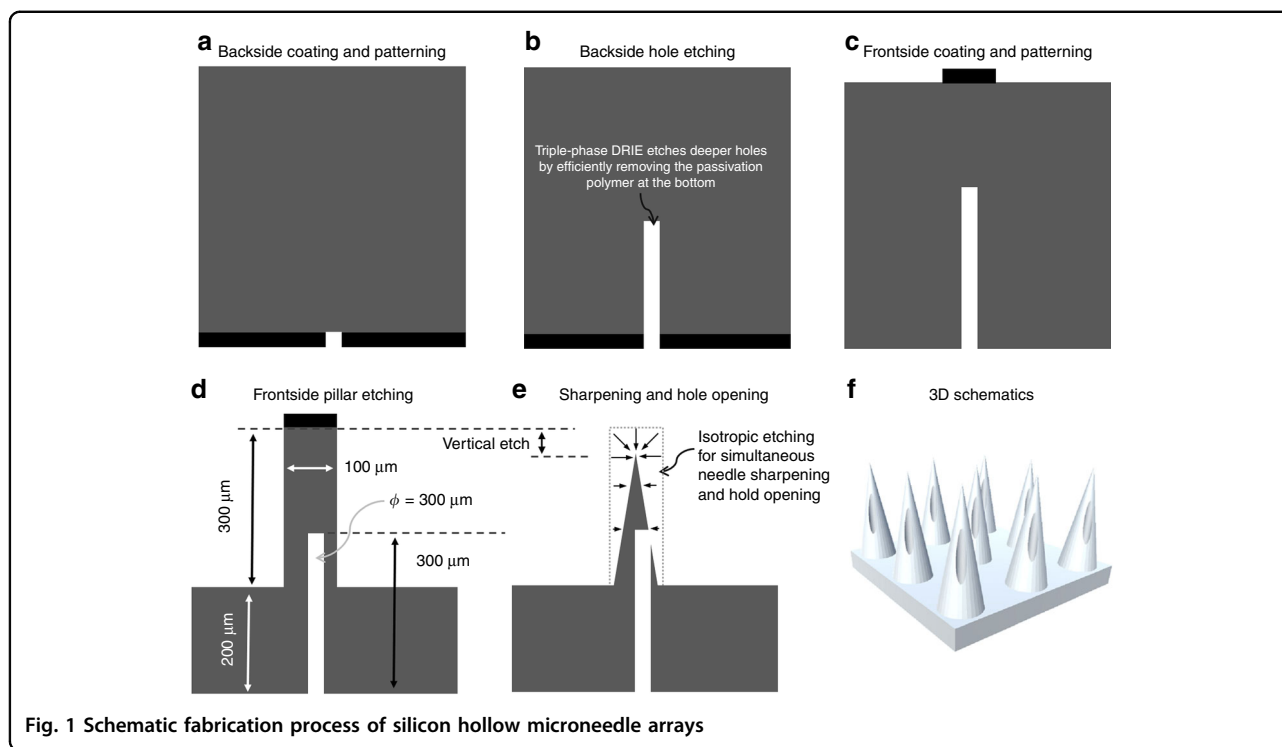 a Backside coating and patterning
b Backside hole etching
Triple-phase DRIE etches deeper holes
by efficiently removing the passivation
polymer at the bottom
c Frontside coating and patterning
d Frontside pillar etching
Vertical etch
300 μm
100 μm
ϕ = 300 μm
300 μm
200 μm
e Sharpening and hole opening
Isotropic etching
for simultaneous
needle sharpening
and hold opening
f 3D schematics
Fig. 1 Schematic fabrication process of silicon hollow microneedle arrays